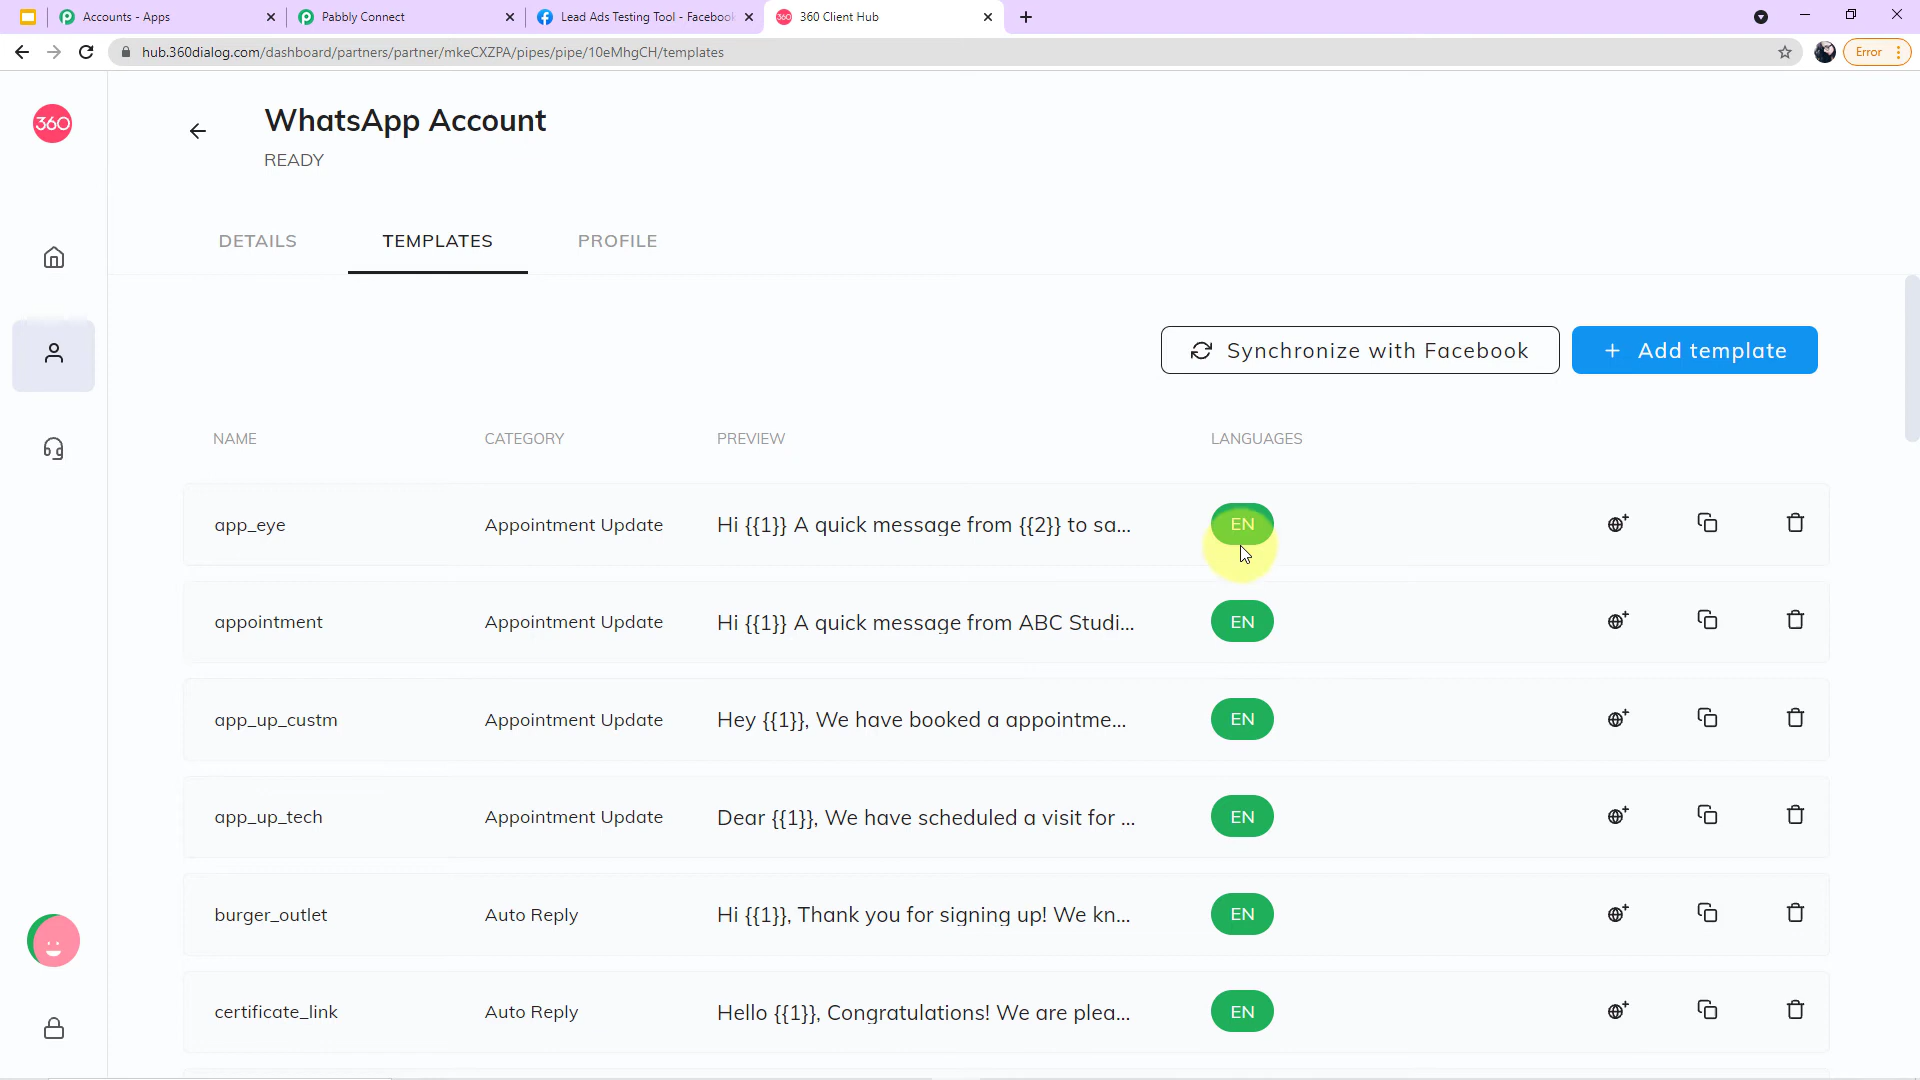 Accounts - Apps
Pabbly Connect
Lead Ads Testing Tool - Facebook
360 Client Hub
hub.360dialog.com/dashboard/partners/partner/mkeCXZPA/pipes/pipe/10eMhgCH/templates
Error
360
WhatsApp Account
READY
DETAILS
TEMPLATES
PROFILE
Synchronize with Facebook
+ Add template
NAME CATEGORY PREVIEW LANGUAGES
app_eye Appointment Update Hi {{1}} A quick message from {{2}} to sa... EN
appointment Appointment Update Hi {{1}} A quick message from ABC Studi... EN
app_up_custm Appointment Update Hey {{1}}, We have booked a appointme... EN
app_up_tech Appointment Update Dear {{1}}, We have scheduled a visit for ... EN
burger_outlet Auto Reply Hi {{1}}, Thank you for signing up! We kn... EN
certificate_link Auto Reply Hello {{1}}, Congratulations! We are plea... EN